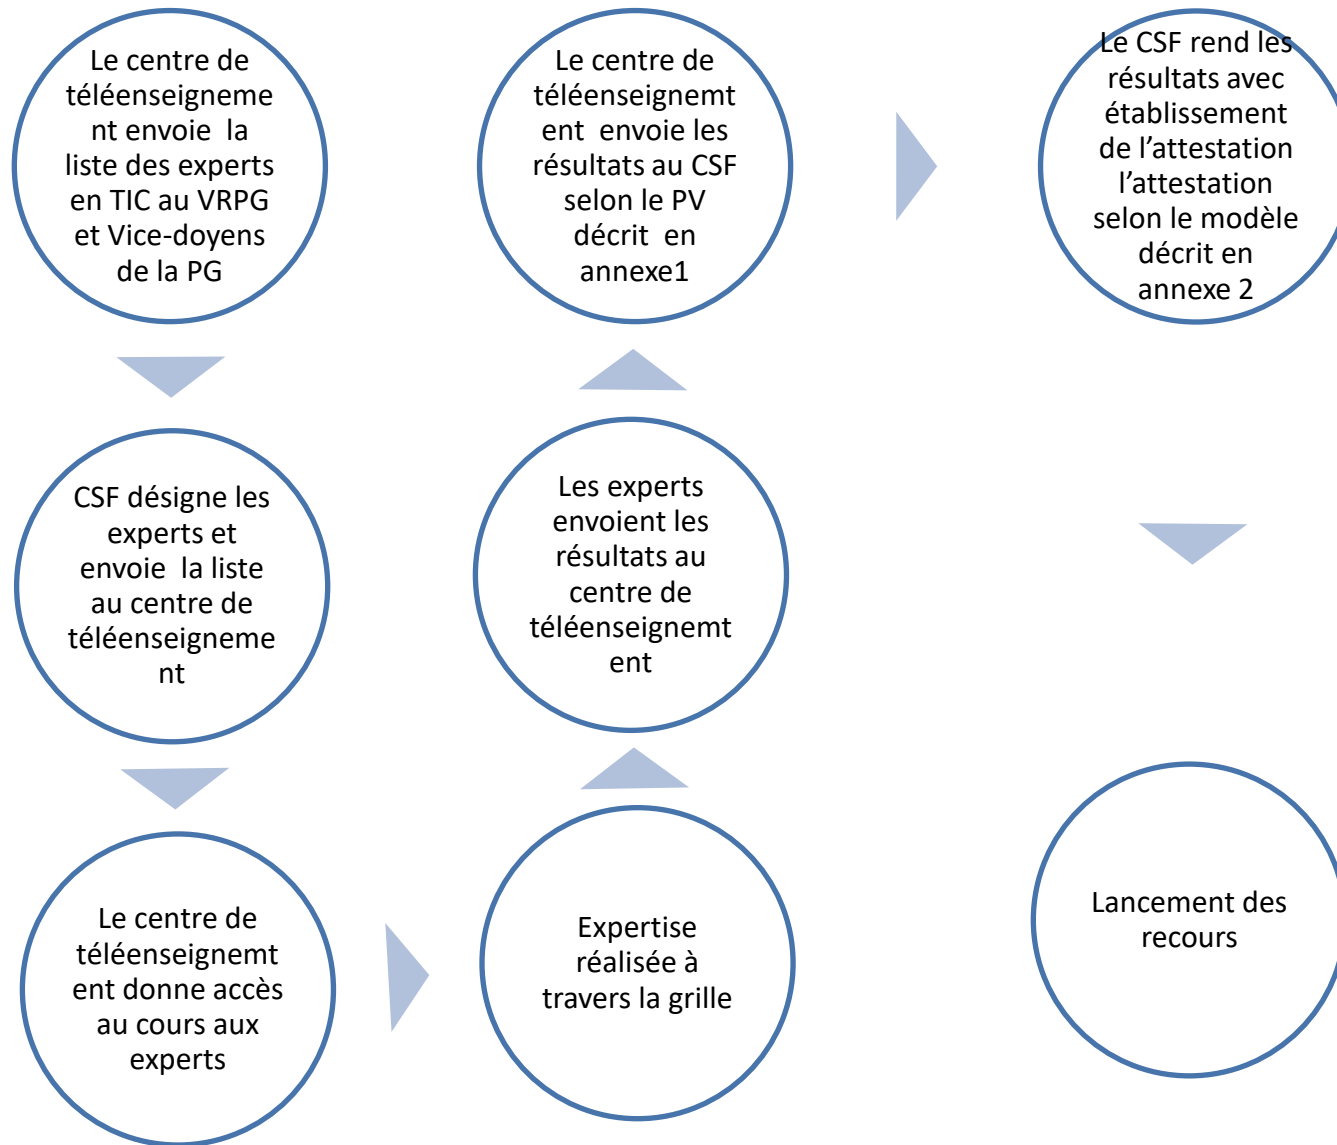 Le centre de
téléenseigneme
nt envoie la
liste des experts
en TIC au VRPG
et Vice-doyens
de la PG
CSF désigne les
experts et
envoie la liste
au centre de
téléenseigneme
nt
Le centre de
téléenseignemt
ent donne accès
au cours aux
experts
Expertise
réalisée à
travers la grille
Les experts
envoient les
résultats au
centre de
téléenseignemt
ent
Le centre de
téléenseignemt
ent envoie les
résultats au CSF
selon le PV
décrit en
annexe1
Le CSF rend les
résultats avec
établissement
de l’attestation
l’attestation
selon le modèle
décrit en
annexe 2
Lancement des
recours